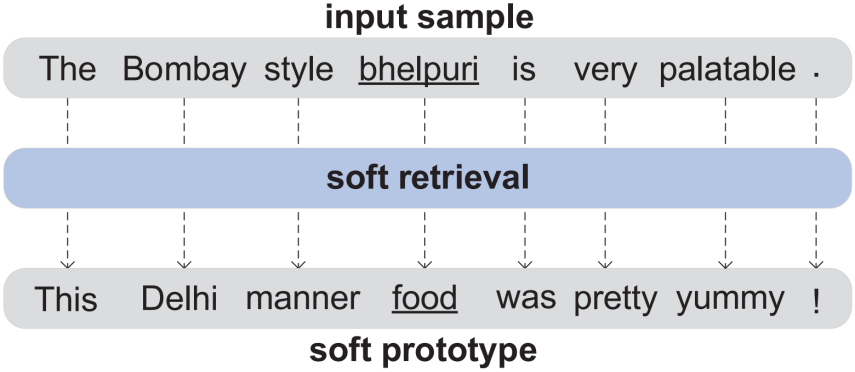 input sample
The Bombay style bhelpuri is very palatable .
soft retrieval
This Delhi manner food was pretty yummy !
soft prototype